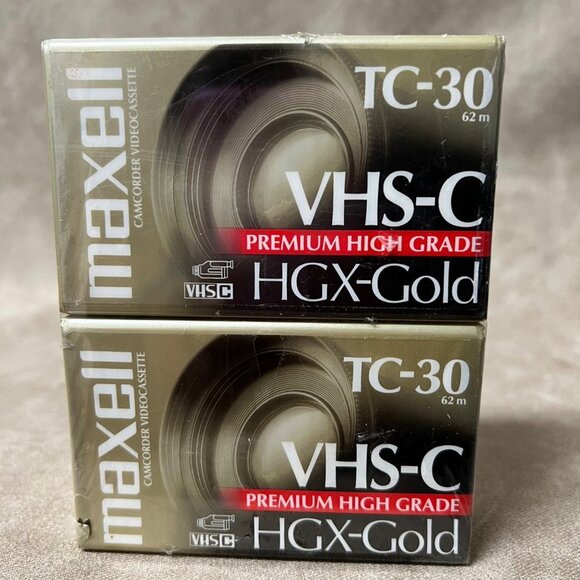 maxell
CAMCORDER VIDEOCASSETTE
TC-30
62 m
VHS-C
PREMIUM HIGH GRADE
VHS C
HGX-Gold
maxell
CAMCORDER VIDEOCASSETTE
TC-30
62 m
VHS-C
PREMIUM HIGH GRADE
VHS C
HGX-Gold